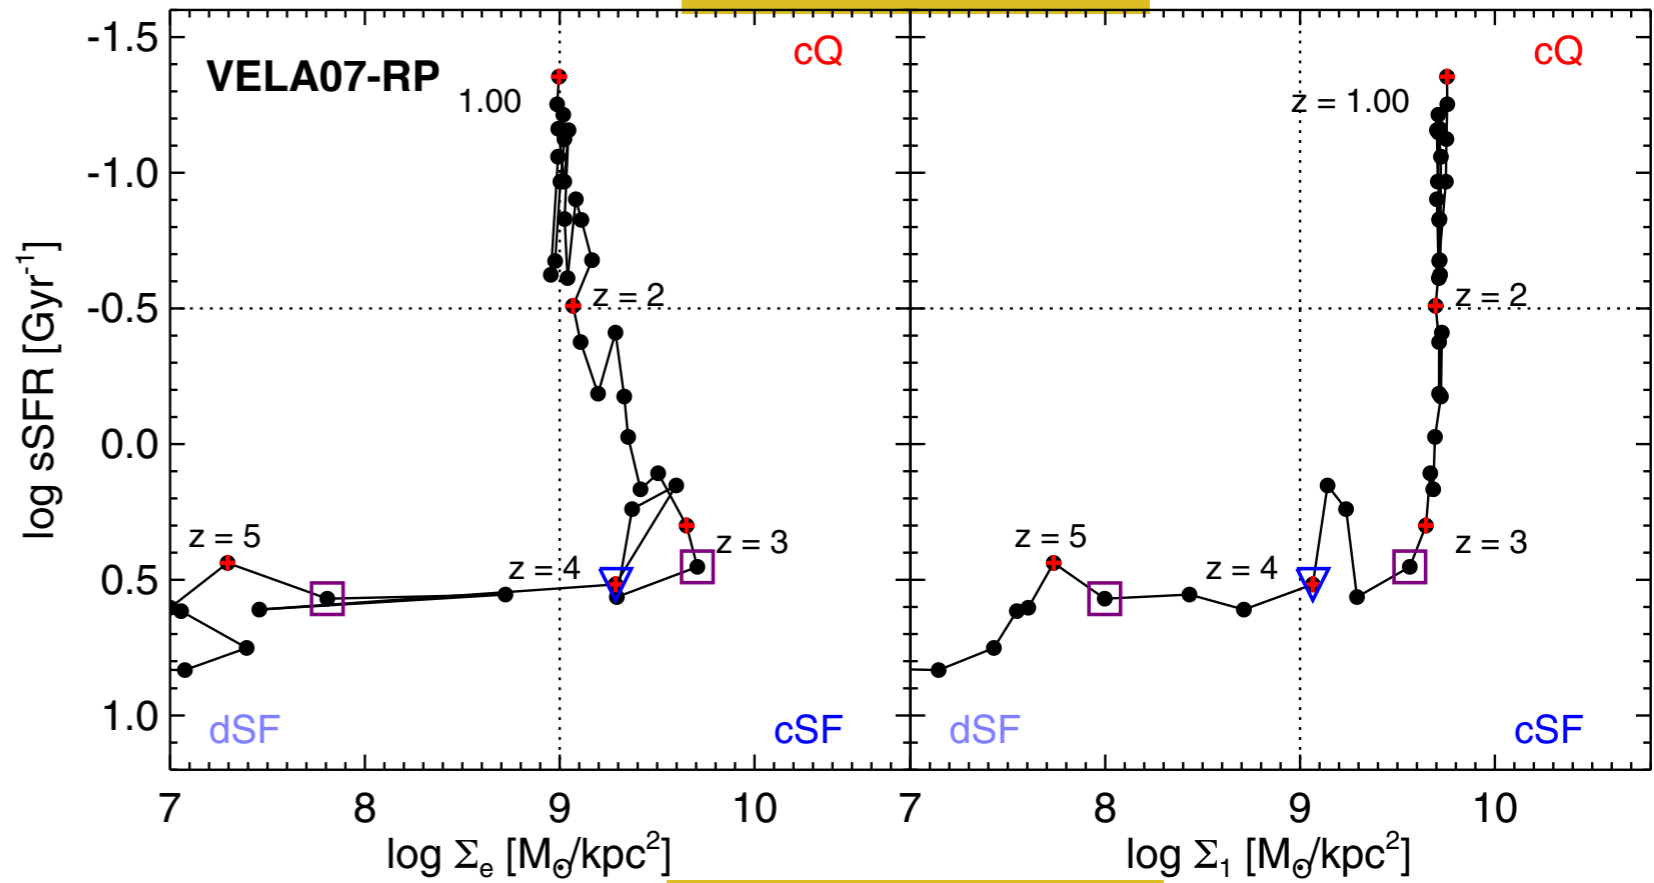 VELA07-RP
cQ
cQ
1.00
z = 1.00
z = 2
z = 2
z = 5
z = 4
z = 3
z = 5
z = 4
z = 3
dSF
cSF
dSF
cSF
-1.5
-1.0
-0.5
0.0
0.5
1.0
log sSFR [Gyr⁻¹]
7 8 9 10
7 8 9 10
log Σₑ [M☉/kpc²]
log Σ₁ [M☉/kpc²]